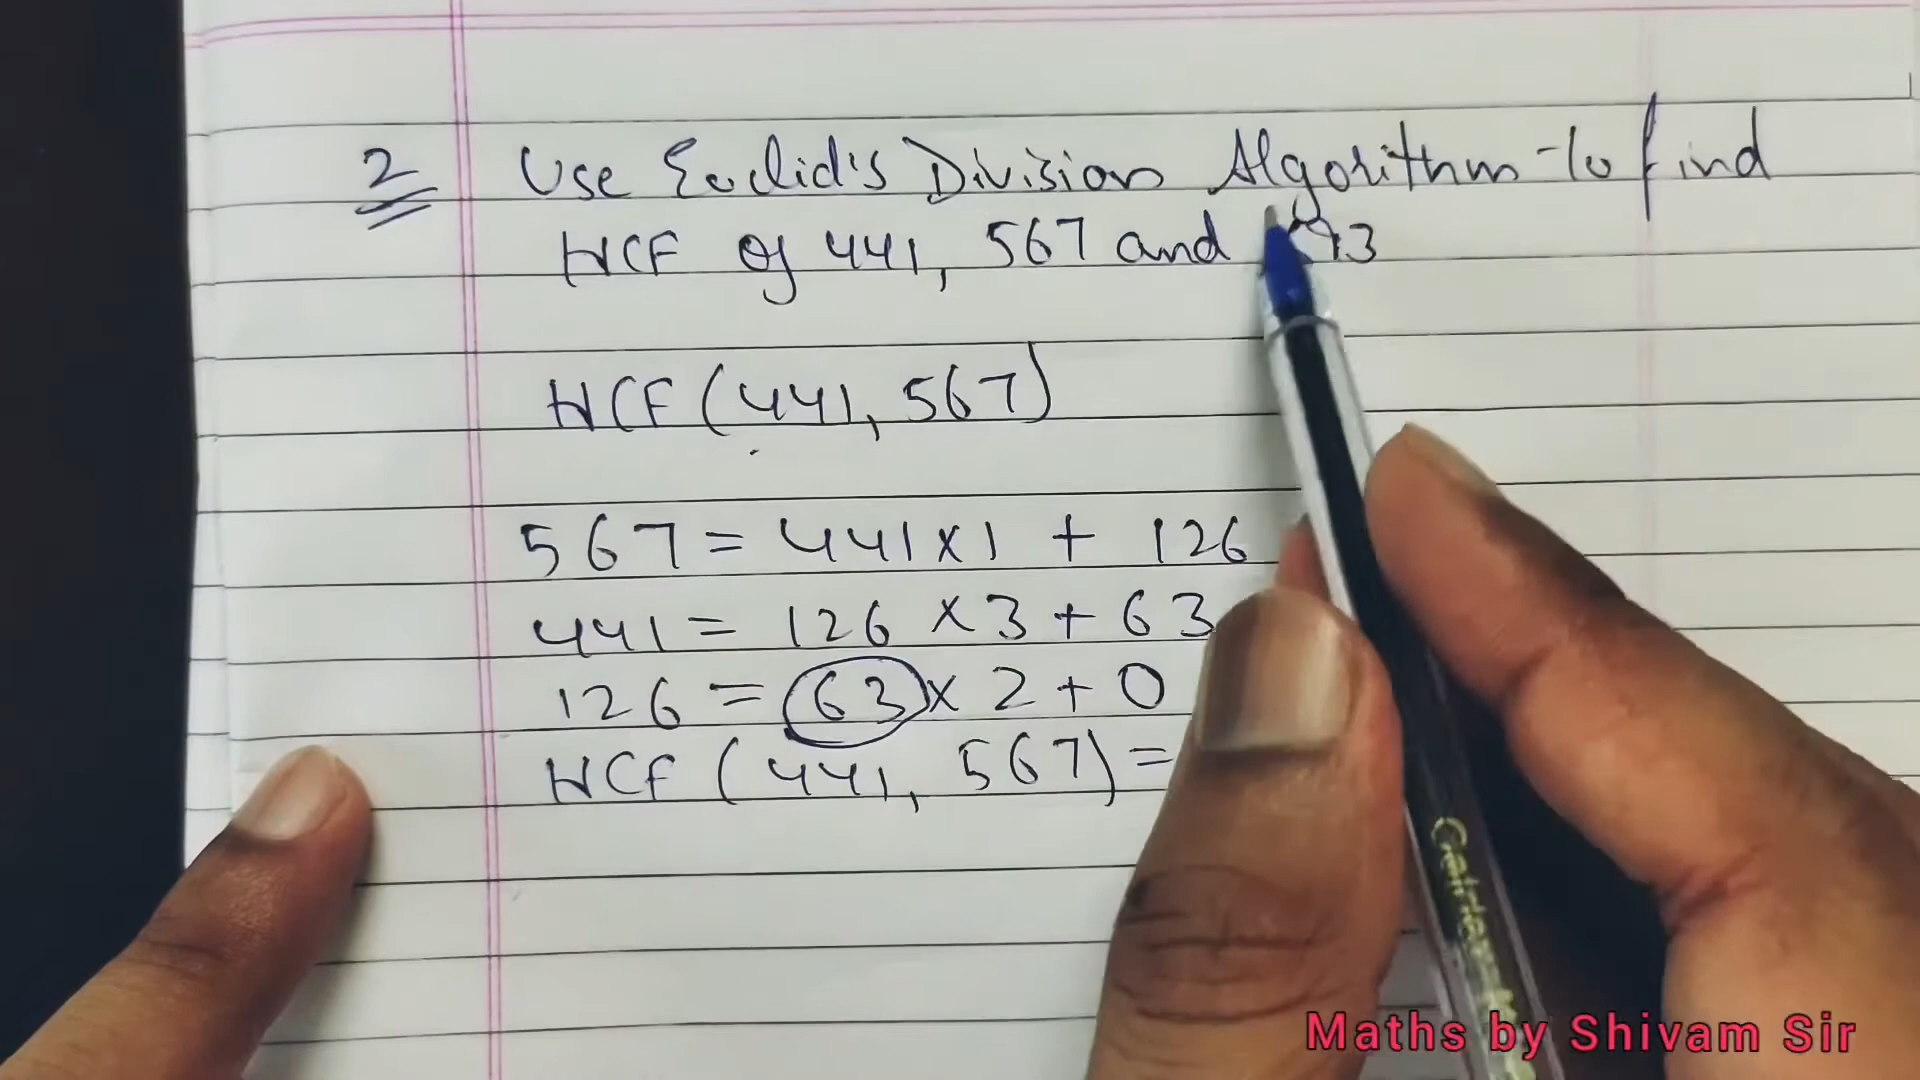 2 Use Euclid's Division Algorithm to find
HCF of 441, 567 and
HCF (441, 567)
567 = 441 x 1 + 126
441 = 126 x 3 + 63
126 = 63 x 2 + 0
HCF (441, 567) =
Maths by Shivam Sir